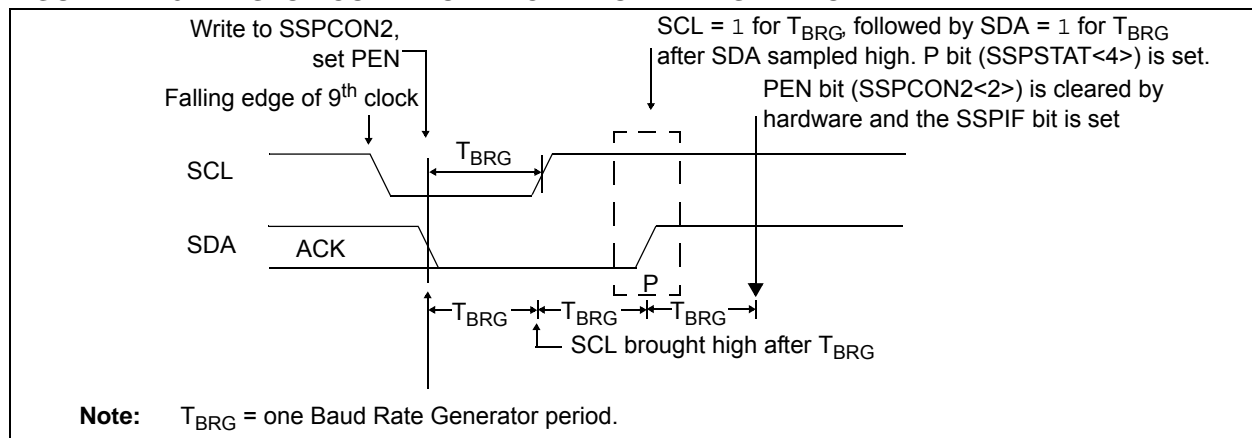 Write to SSPCON2,
set PEN
SCL = 1 for TBRG, followed by SDA = 1 for TBRG
after SDA sampled high. P bit (SSPSTAT<4>) is set.
Falling edge of 9th clock
PEN bit (SSPCON2<2>) is cleared by
hardware and the SSPIF bit is set
TBRG
SCL
SDA
ACK
P
TBRG
TBRG
TBRG
SCL brought high after TBRG
Note: TBRG = one Baud Rate Generator period.